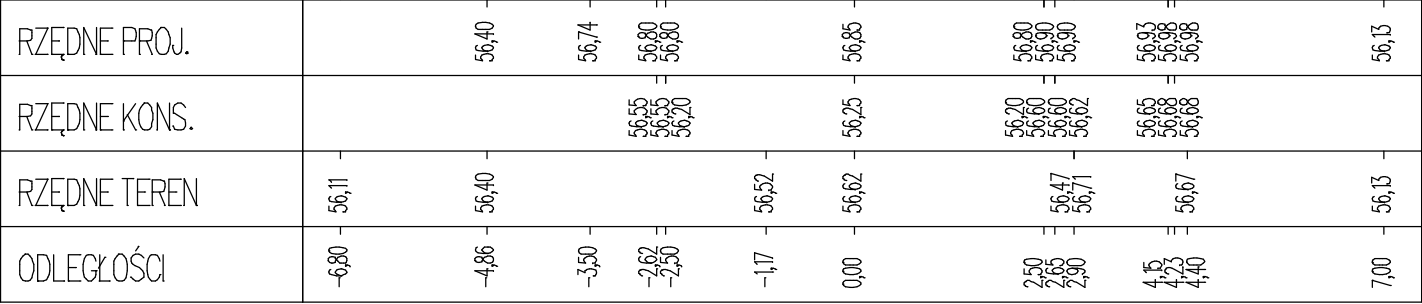 RZĘDNE PROJ. 56,40 56,74 56,80 56,80 56,85 56,80 56,90 56,90 56,93 56,98 56,98 56,13
RZĘDNE KONS. 56,55 56,55 56,20 56,25 56,20 56,60 56,60 56,62 56,65 56,68 56,68
RZĘDNE TEREN 56,11 56,40 56,52 56,62 56,47 56,71 56,67 56,13
ODLEGŁOŚCI -6,80 -4,86 -3,50 -2,62 -2,50 -1,17 0,00 2,50 2,65 2,90 4,15 4,23 4,40 7,00